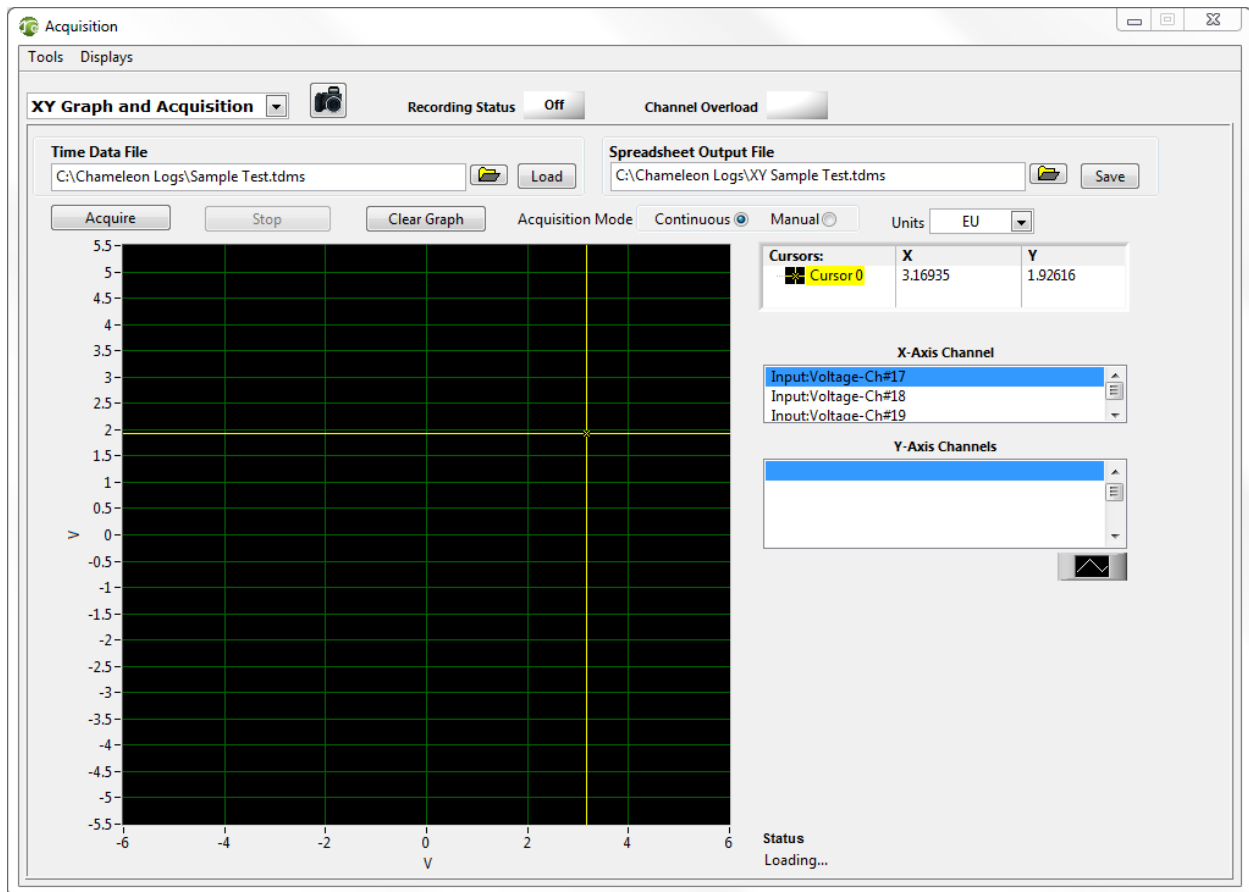 Acquisition
Tools Displays
XY Graph and Acquisition Recording Status Off Channel Overload
Time Data File Spreadsheet Output File
C:\Chameleon Logs\Sample Test.tdms Load C:\Chameleon Logs\XY Sample Test.tdms Save
Acquire Stop Clear Graph Acquisition Mode Continuous Manual Units EU
Cursors: X Y
Cursor 0 3.16935 1.92616
X-Axis Channel
Input:Voltage-Ch#17
Input:Voltage-Ch#18
Input:Voltage-Ch#19
Y-Axis Channels
5.5
5
4.5
4
3.5
3
2.5
2
1.5
1
0.5
0
-0.5
-1
-1.5
-2
-2.5
-3
-3.5
-4
-4.5
-5
-5.5
V
-6 -4 -2 0 2 4 6
V
Status
Loading...